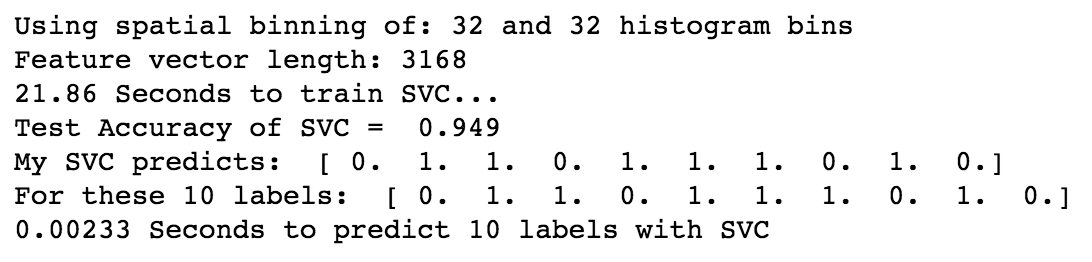 Using spatial binning of: 32 and 32 histogram bins
Feature vector length: 3168
21.86 Seconds to train SVC...
Test Accuracy of SVC =  0.949
My SVC predicts:  [ 0.  1.  1.  0.  1.  1.  1.  0.  1.  0.]
For these 10 labels:  [ 0.  1.  1.  0.  1.  1.  1.  0.  1.  0.]
0.00233 Seconds to predict 10 labels with SVC